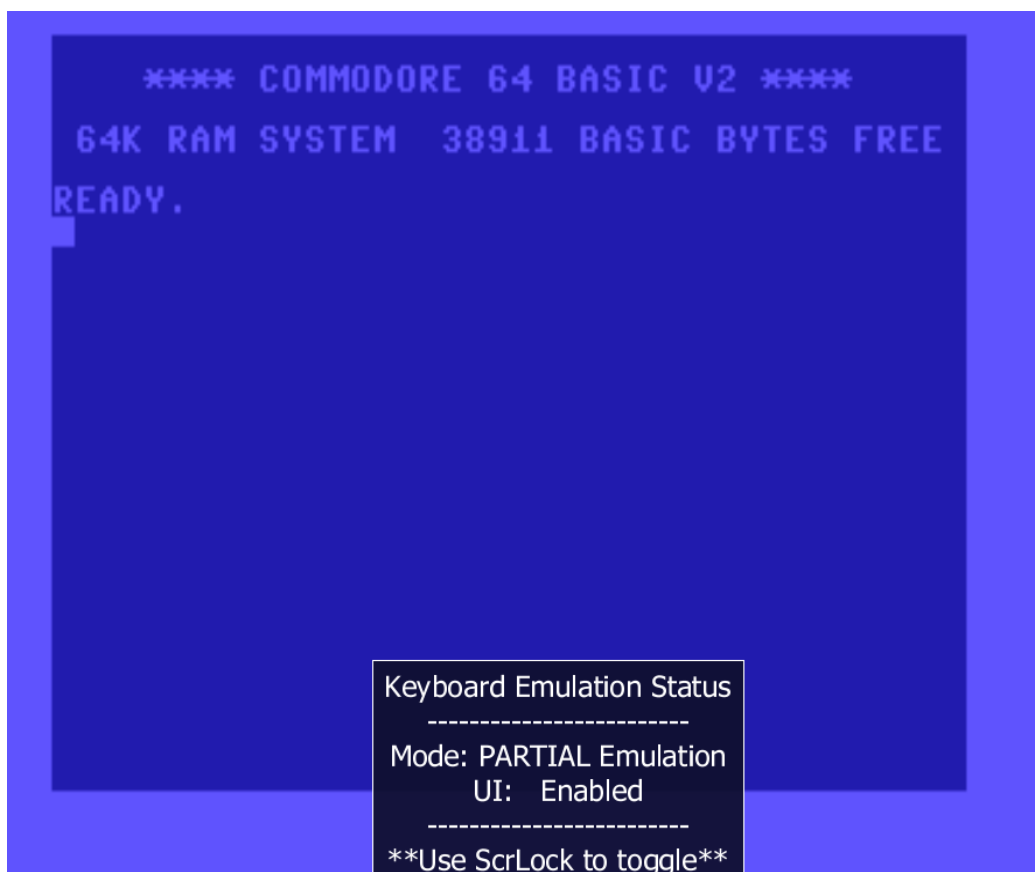 **** COMMODORE 64 BASIC V2 ****
64K RAM SYSTEM  38911 BASIC BYTES FREE
READY.
Keyboard Emulation Status
-------------------------
Mode: PARTIAL Emulation
UI:   Enabled
-------------------------
**Use ScrLock to toggle**